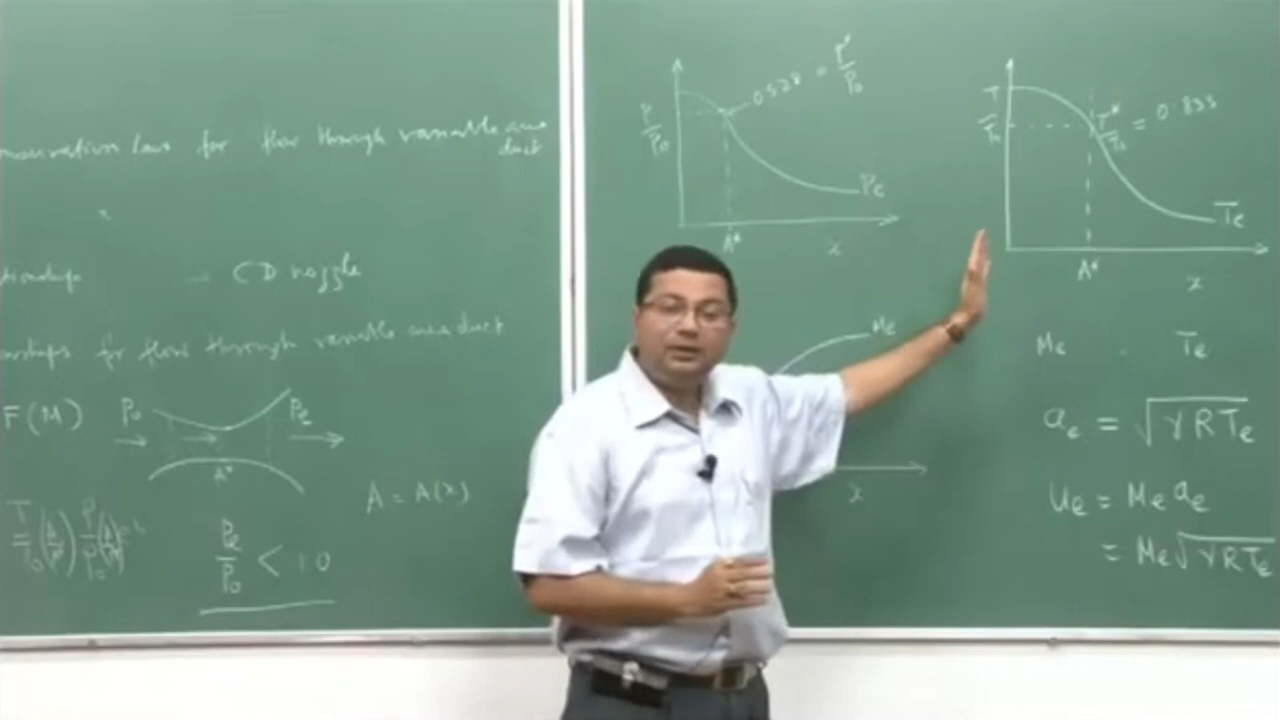 for flow through variable area
duct
CD nozzle
for flow through variable area duct
F(M)
P₀
Pe
A*
A = A(x)
Pe/P₀ < 1.0
P/P₀
0.528 = P*/P₀
Pe
A*
x
Me
x
T/T₀
T*/T₀ = 0.833
Te
A*
x
Me
Te
ae = √γRTe
Ue = Me ae
= Me√γRTe